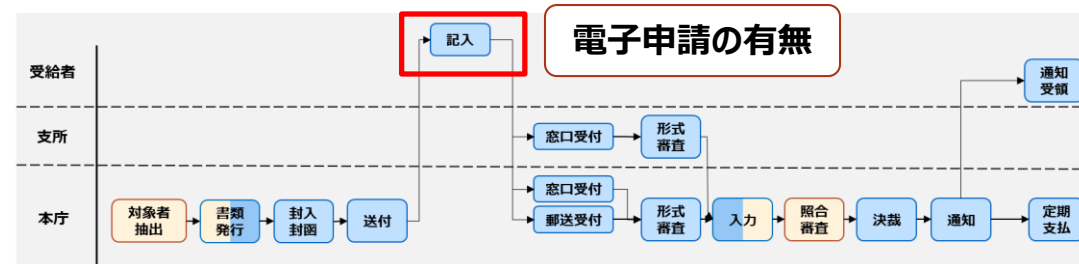 電子申請の有無
受給者
記入
通知
受領
支所
窓口受付
形式
審査
本庁
対象者
抽出
書類
発行
封入
封函
送付
窓口受付
郵送受付
形式
審査
入力
照合
審査
決裁
通知
定期
支払